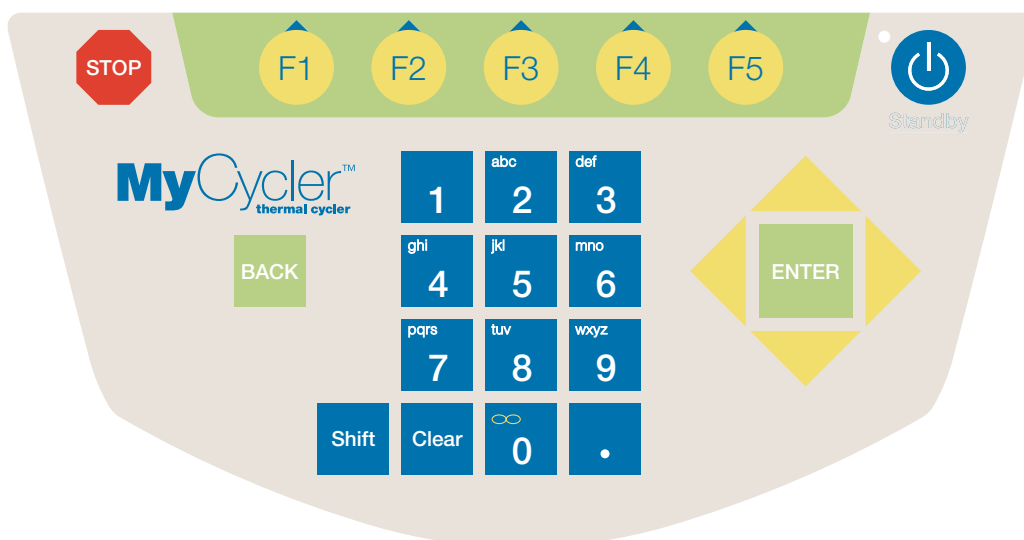 STOP
F1 F2 F3 F4 F5
Standby
MyCycler™
thermal cycler
1
abc
2
def
3
BACK
ghi
4
jkl
5
mno
6
ENTER
pqrs
7
tuv
8
wxyz
9
Shift
Clear
∞
0
.